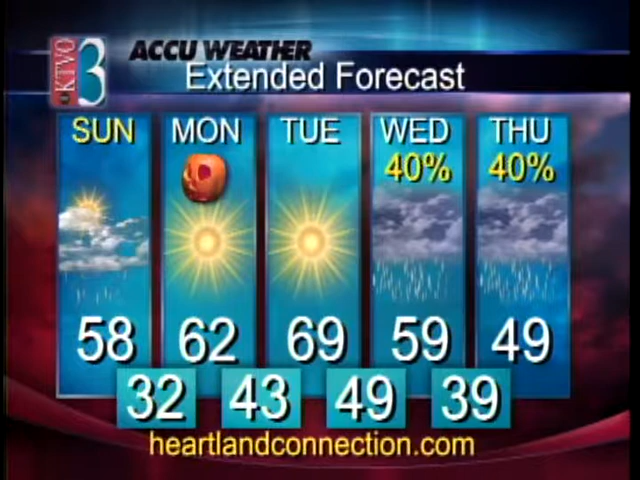 KTVO
3
ACCU WEATHER
Extended Forecast
SUN MON TUE WED THU
40% 40%
58 62 69 59 49
32 43 49 39
heartlandconnection.com